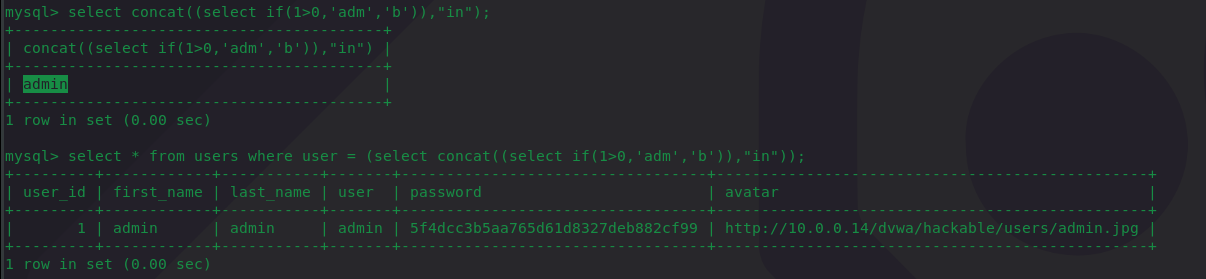 mysql> select concat((select if(1>0,'adm','b')),"in");
+-----------------------------------------+
| concat((select if(1>0,'adm','b')),"in") |
+-----------------------------------------+
| admin                                   |
+-----------------------------------------+
1 row in set (0.00 sec)
mysql> select * from users where user = (select concat((select if(1>0,'adm','b')),"in"));
+---------+------------+-----------+-------+----------------------------------+-----------------------------------------------+
| user_id | first_name | last_name | user  | password                         | avatar                                        |
+---------+------------+-----------+-------+----------------------------------+-----------------------------------------------+
|       1 | admin      | admin     | admin | 5f4dcc3b5aa765d61d8327deb882cf99 | http://10.0.0.14/dvwa/hackable/users/admin.jpg |
+---------+------------+-----------+-------+----------------------------------+-----------------------------------------------+
1 row in set (0.00 sec)